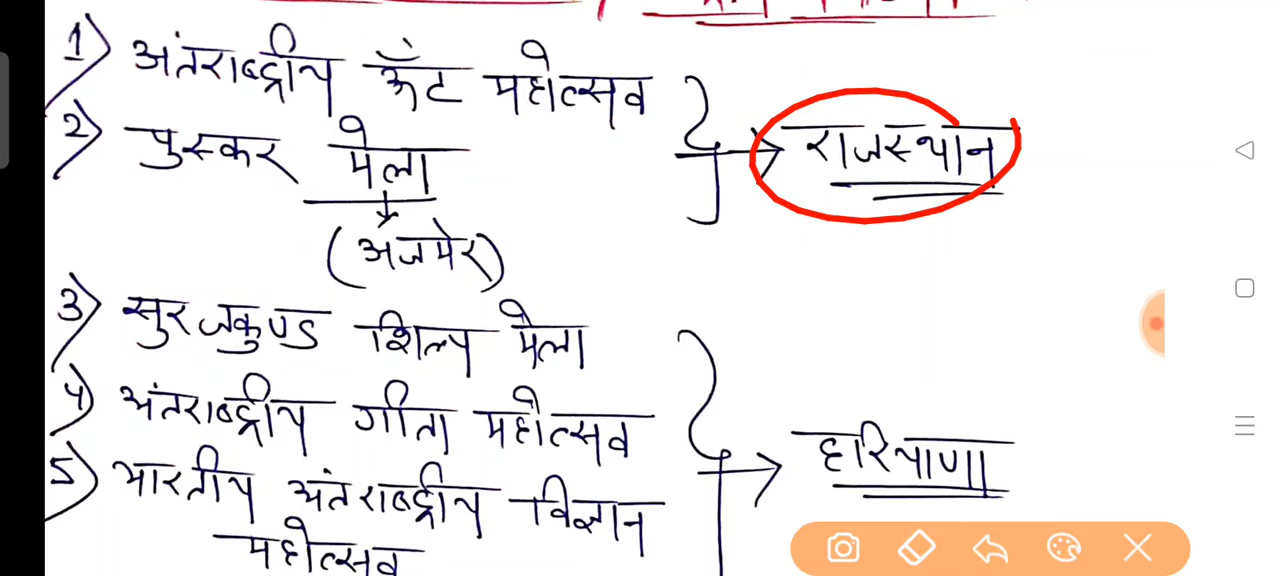 1) अंतराष्ट्रीय ऊँट महोत्सव
2) पुस्कर मेला
राजस्थान
(अजमेर)
3) सुरजकुण्ड शिल्प मेला
4) अंतराष्ट्रीय गीता महोत्सव
हरियाणा
5) भारतीय अंतराष्ट्रीय विज्ञान
महोत्सव